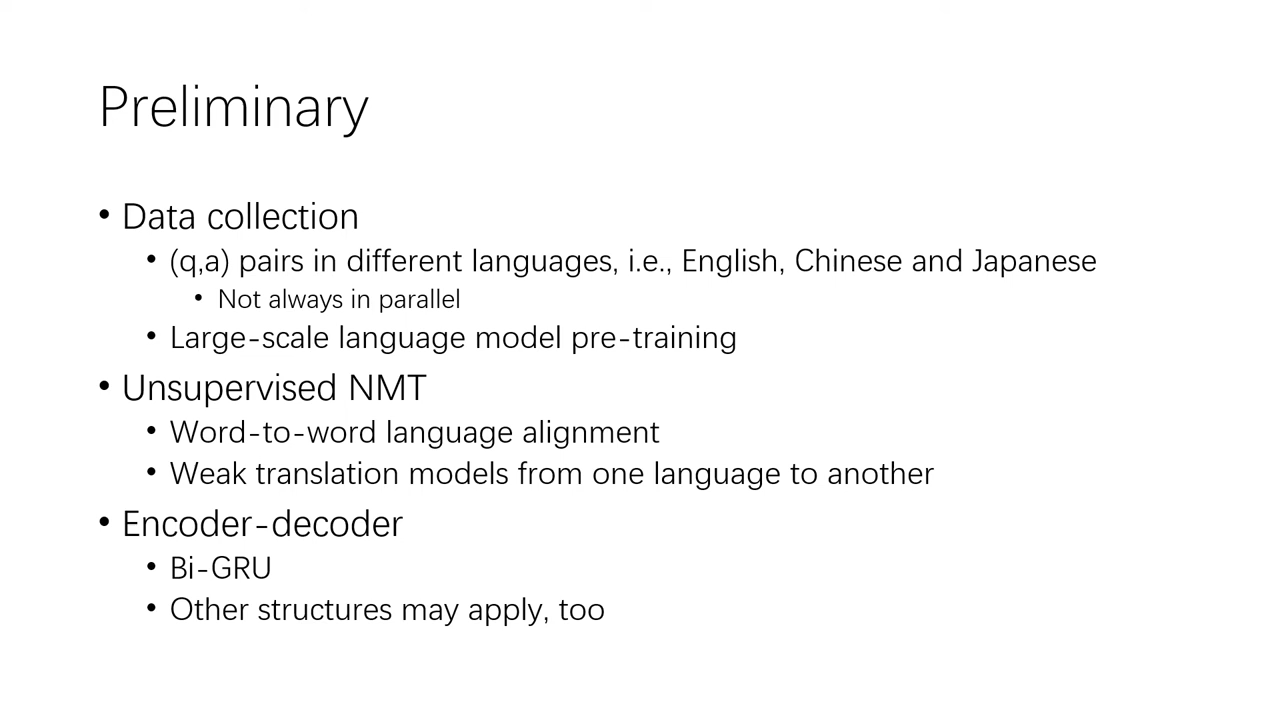 Preliminary
• Data collection
• (q,a) pairs in different languages, i.e., English, Chinese and Japanese
• Not always in parallel
• Large-scale language model pre-training
• Unsupervised NMT
• Word-to-word language alignment
• Weak translation models from one language to another
• Encoder-decoder
• Bi-GRU
• Other structures may apply, too